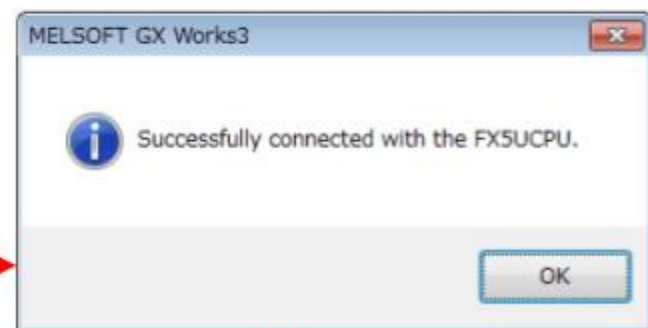 MELSOFT GX Works3
Successfully connected with the FX5UCPU.
OK